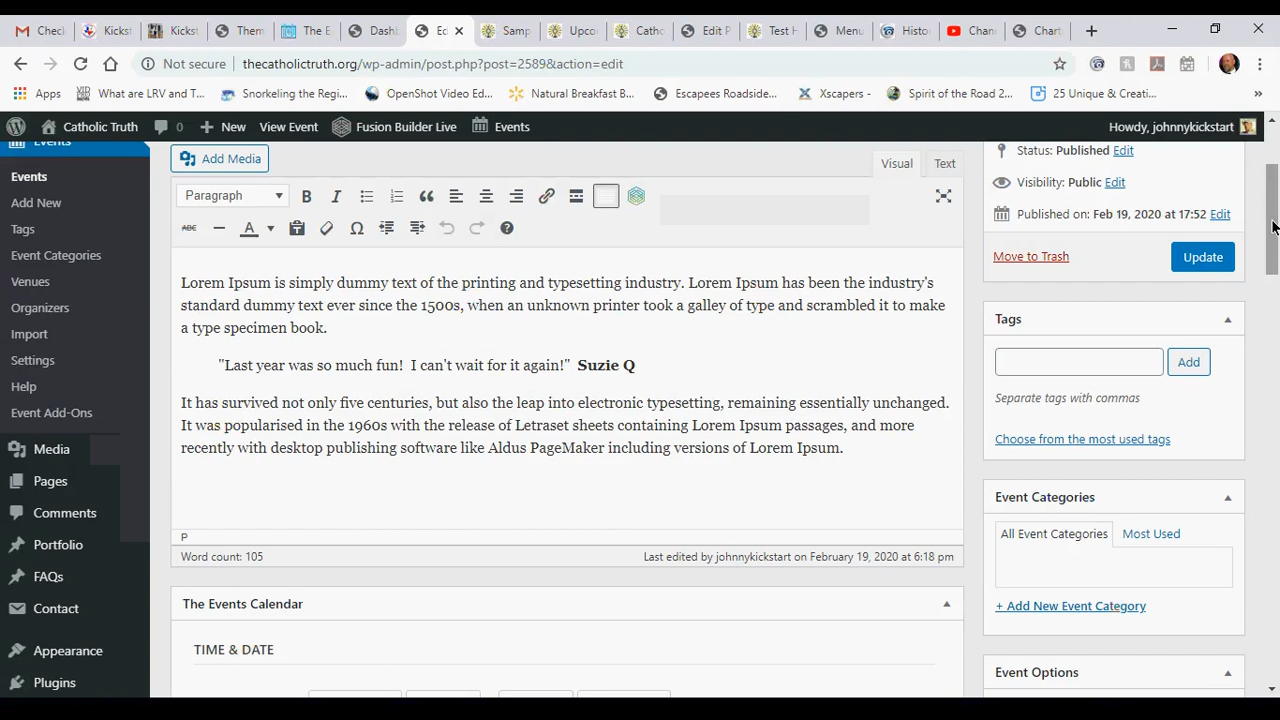 Check
Kickst
Kickst
Them
The E
Dash
Ec
Samp
Upco
Catho
Edit P
Test H
Menu
Histo
Chan
Chart
Not secure
thecatholictruth.org/wp-admin/post.php?post=2589&action=edit
Apps
What are LRV and T...
Snorkeling the Regi...
OpenShot Video Ed...
Natural Breakfast B...
Escapees Roadside...
Xscapers -
Spirit of the Road 2...
25 Unique & Creati...
Catholic Truth
0
New
View Event
Fusion Builder Live
Events
Howdy, johnnykickstart
Events
Events
Add New
Tags
Event Categories
Venues
Organizers
Import
Settings
Help
Event Add-Ons
Media
Pages
Comments
Portfolio
FAQs
Contact
Appearance
Plugins
Add Media
Visual
Text
Paragraph
B
I
ABC
A
Lorem Ipsum is simply dummy text of the printing and typesetting industry. Lorem Ipsum has been the industry's
standard dummy text ever since the 1500s, when an unknown printer took a galley of type and scrambled it to make
a type specimen book.
"Last year was so much fun!  I can't wait for it again!"  Suzie Q
It has survived not only five centuries, but also the leap into electronic typesetting, remaining essentially unchanged.
It was popularised in the 1960s with the release of Letraset sheets containing Lorem Ipsum passages, and more
recently with desktop publishing software like Aldus PageMaker including versions of Lorem Ipsum.
P
Word count: 105
Last edited by johnnykickstart on February 19, 2020 at 6:18 pm
The Events Calendar
TIME & DATE
Status: Published Edit
Visibility: Public Edit
Published on: Feb 19, 2020 at 17:52 Edit
Move to Trash
Update
Tags
Add
Separate tags with commas
Choose from the most used tags
Event Categories
All Event Categories
Most Used
+ Add New Event Category
Event Options